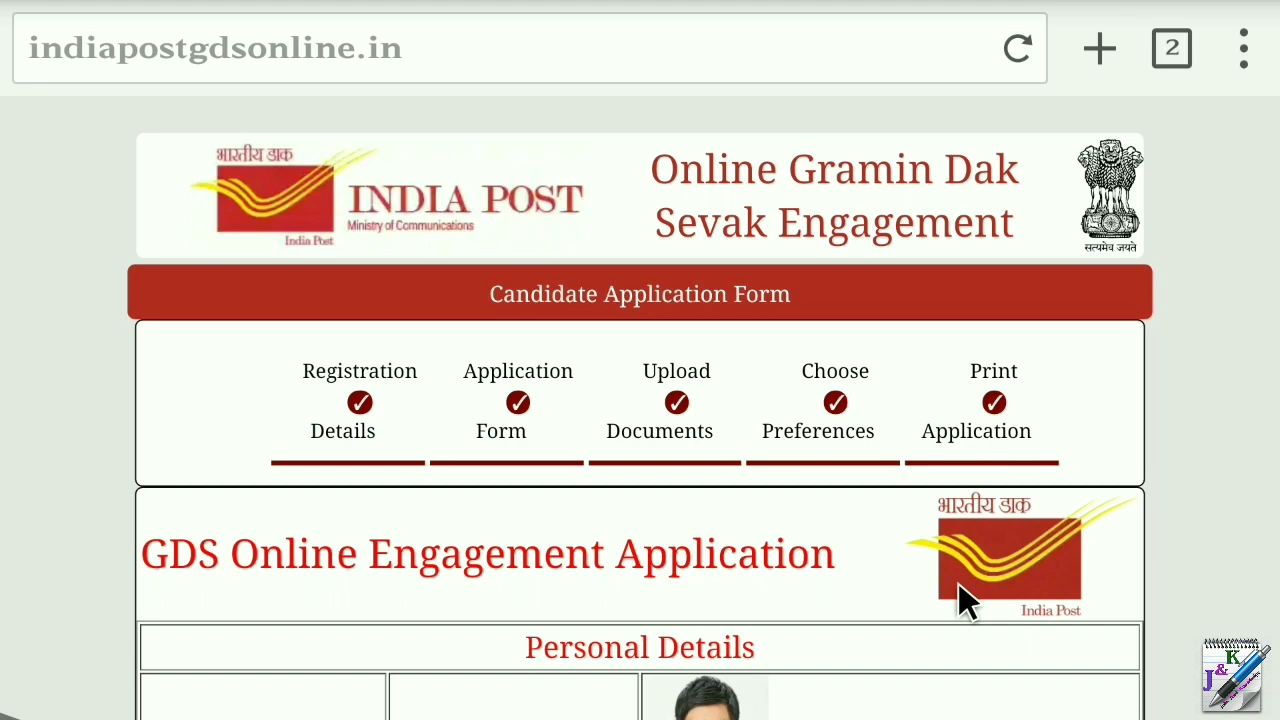 indiapostgdsonline.in
2
भारतीय डाक
INDIA POST
Ministry of Communications
India Post
Online Gramin Dak
Sevak Engagement
सत्यमेव जयते
Candidate Application Form
Registration
Details
Application
Form
Upload
Documents
Choose
Preferences
Print
Application
GDS Online Engagement Application
भारतीय डाक
India Post
Personal Details
J&K